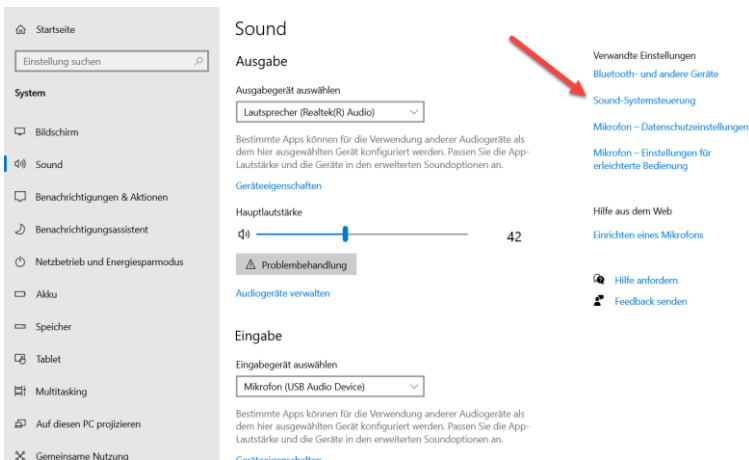 Startseite
Einstellung suchen
System
Bildschirm
Sound
Benachrichtigungen & Aktionen
Benachrichtigungsassistent
Netzbetrieb und Energiesparmodus
Akku
Speicher
Tablet
Multitasking
Auf diesen PC projizieren
Gemeinsame Nutzung
Sound
Ausgabe
Ausgabegerät auswählen
Lautsprecher (Realtek(R) Audio)
Bestimmte Apps können für die Verwendung anderer Audiogeräte als
dem hier ausgewählten Gerät konfiguriert werden. Passen Sie die App-
Lautstärke und die Geräte in den erweiterten Soundoptionen an.
Geräteeigenschaften
Hauptlautstärke
42
Problembehandlung
Audiogeräte verwalten
Eingabe
Eingabegerät auswählen
Mikrofon (USB Audio Device)
Bestimmte Apps können für die Verwendung anderer Audiogeräte als
dem hier ausgewählten Gerät konfiguriert werden. Passen Sie die App-
Lautstärke und die Geräte in den erweiterten Soundoptionen an.
Geräteeigenschaften
Verwandte Einstellungen
Bluetooth- und andere Geräte
Sound-Systemsteuerung
Mikrofon – Datenschutzeinstellungen
Mikrofon – Einstellungen für
erleichterte Bedienung
Hilfe aus dem Web
Einrichten eines Mikrofons
Hilfe anfordern
Feedback senden